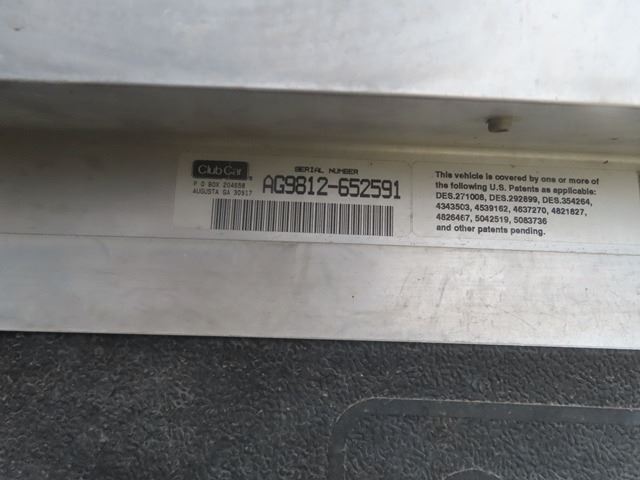 Club Car
P O BOX 204658
AUGUSTA GA 30917
SERIAL NUMBER
AG9812-652591
This vehicle is covered by one or more of
the following U.S. Patents as applicable:
DES.271008, DES.292899, DES.354264,
4343503, 4539162, 4637270, 4821827,
4826467, 5042519, 5083736
and other patents pending.